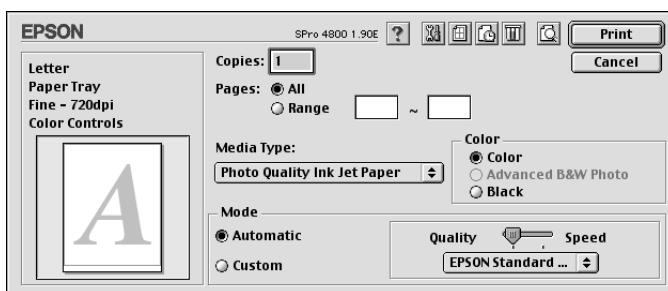 EPSON
SPro 4800 1.90E
?
Print
Letter
Paper Tray
Fine - 720dpi
Color Controls
A
Copies: 1
Cancel
Pages: All
Range ~
Media Type:
Photo Quality Ink Jet Paper
Color
Color
Advanced B&W Photo
Black
Mode
Automatic
Custom
Quality Speed
EPSON Standard ...